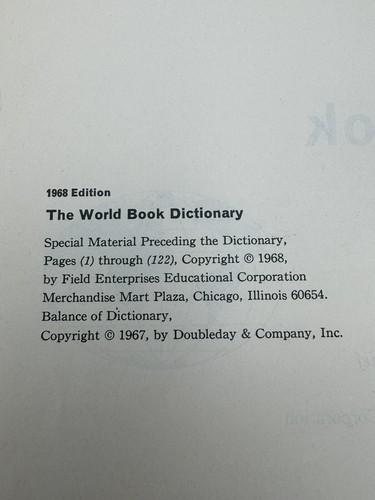 1968 Edition
The World Book Dictionary
Special Material Preceding the Dictionary,
Pages (1) through (122), Copyright © 1968,
by Field Enterprises Educational Corporation
Merchandise Mart Plaza, Chicago, Illinois 60654.
Balance of Dictionary,
Copyright © 1967, by Doubleday & Company, Inc.